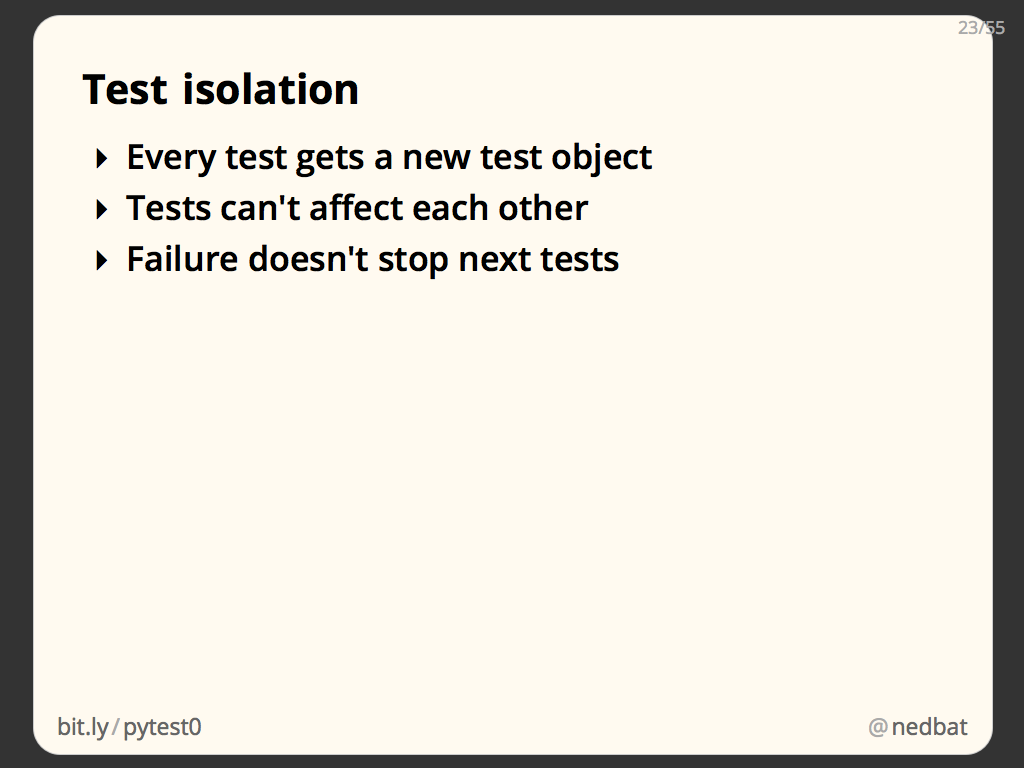 23/55
Test isolation
Every test gets a new test object
Tests can't affect each other
Failure doesn't stop next tests
bit.ly/pytest0
@nedbat